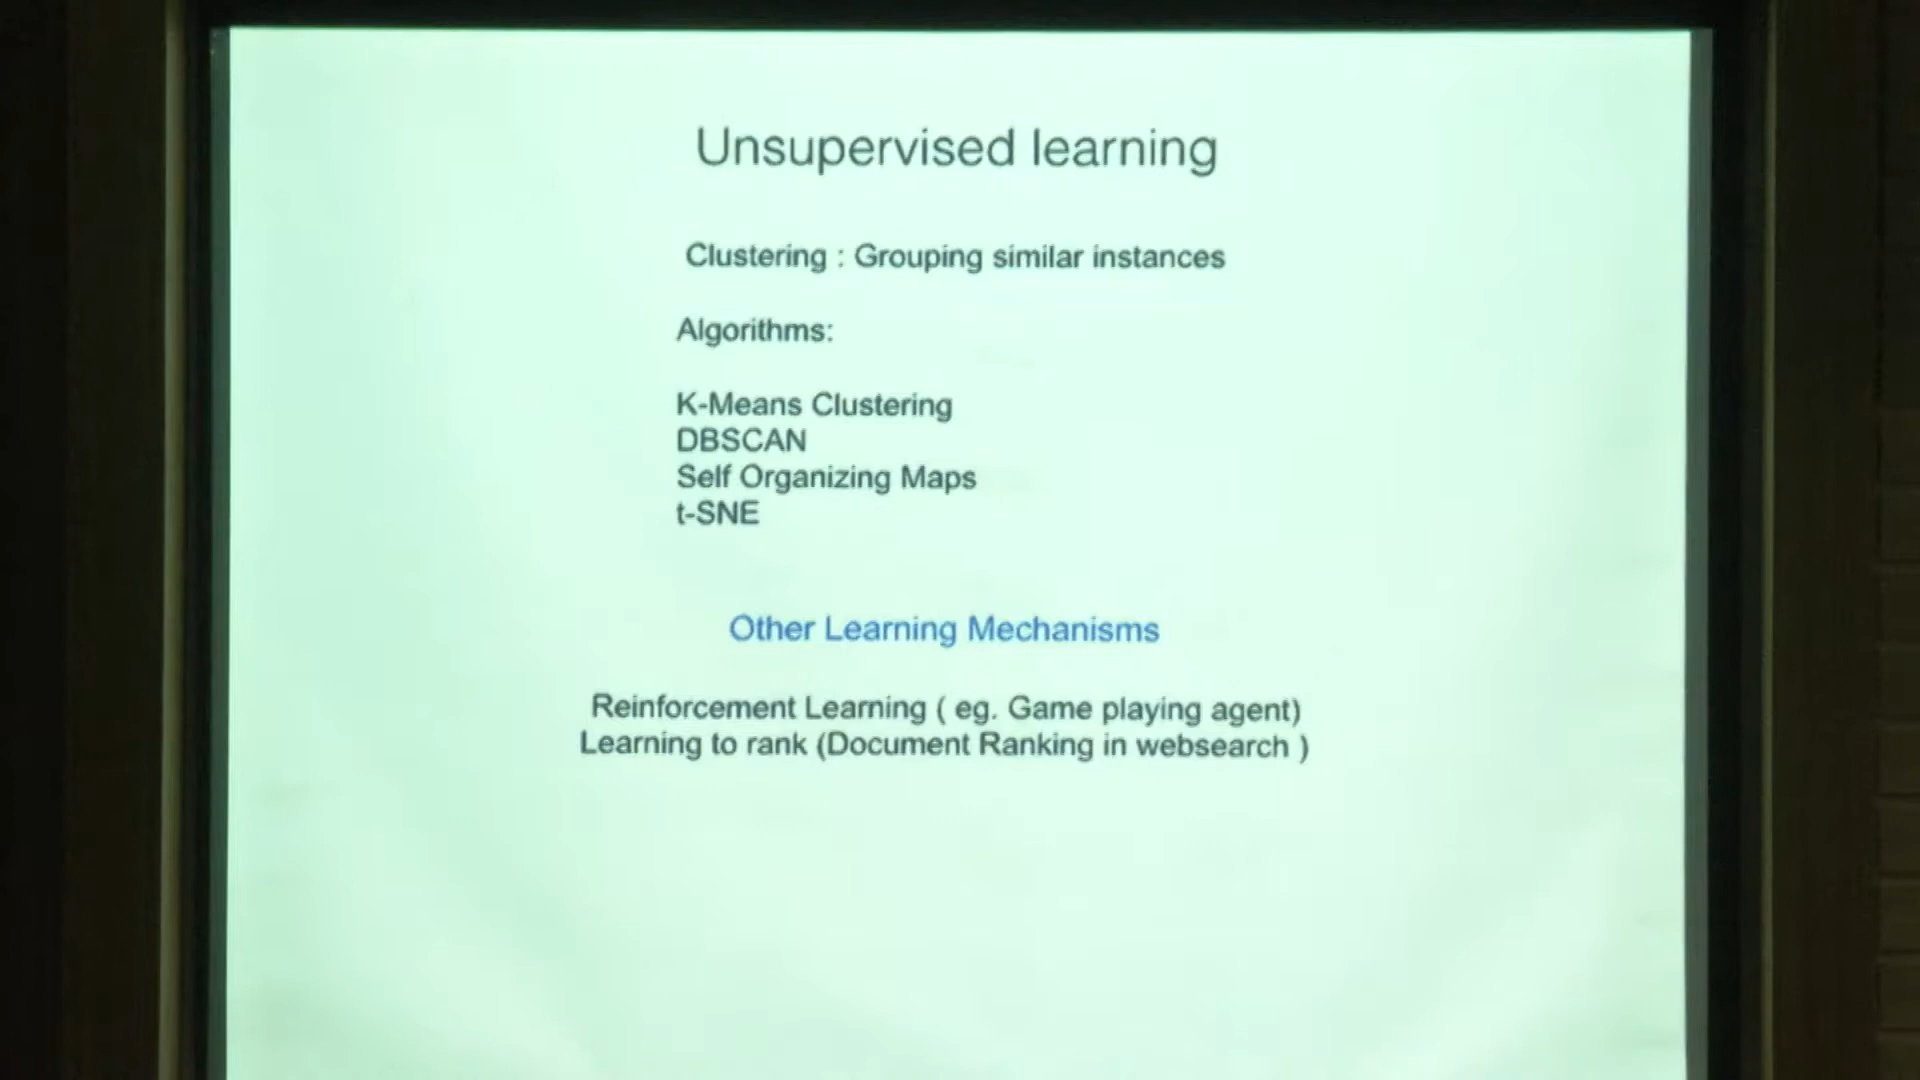 Unsupervised learning
Clustering : Grouping similar instances
Algorithms:
K-Means Clustering
DBSCAN
Self Organizing Maps
t-SNE
Other Learning Mechanisms
Reinforcement Learning ( eg. Game playing agent)
Learning to rank (Document Ranking in websearch )